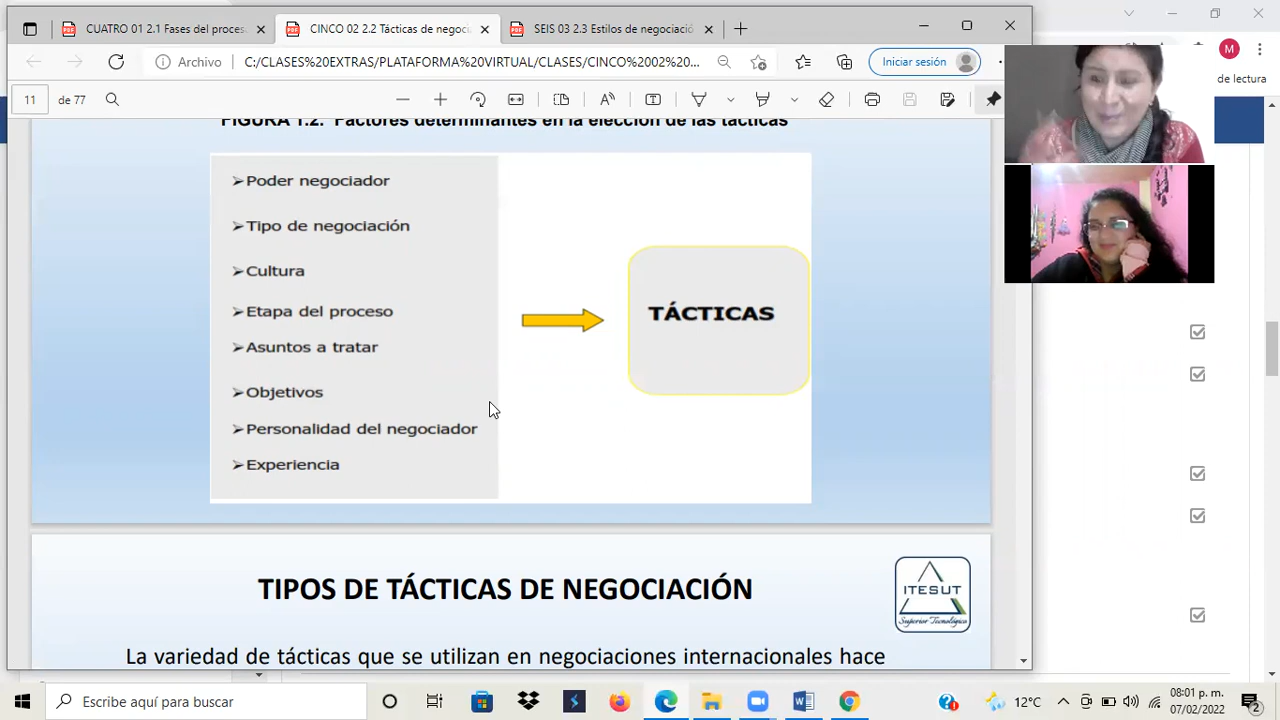 CUATRO 01 2.1 Fases del proces
CINCO 02 2.2 Tácticas de negoci
SEIS 03 2.3 Estilos de negociació
Archivo
C:/CLASES%20EXTRAS/PLATAFORMA%20VIRTUAL/CLASES/CINCO%2002%20...
Iniciar sesión
M
de lectura
11
de 77
FIGURA 1.2. Factores determinantes en la elección de las tácticas
➢Poder negociador
➢Tipo de negociación
➢Cultura
➢Etapa del proceso
➢Asuntos a tratar
➢Objetivos
➢Personalidad del negociador
➢Experiencia
TÁCTICAS
TIPOS DE TÁCTICAS DE NEGOCIACIÓN
ITESUT
Superior Tecnológico
La variedad de tácticas que se utilizan en negociaciones internacionales hace
Escribe aquí para buscar
12°C
08:01 p. m.
07/02/2022
2